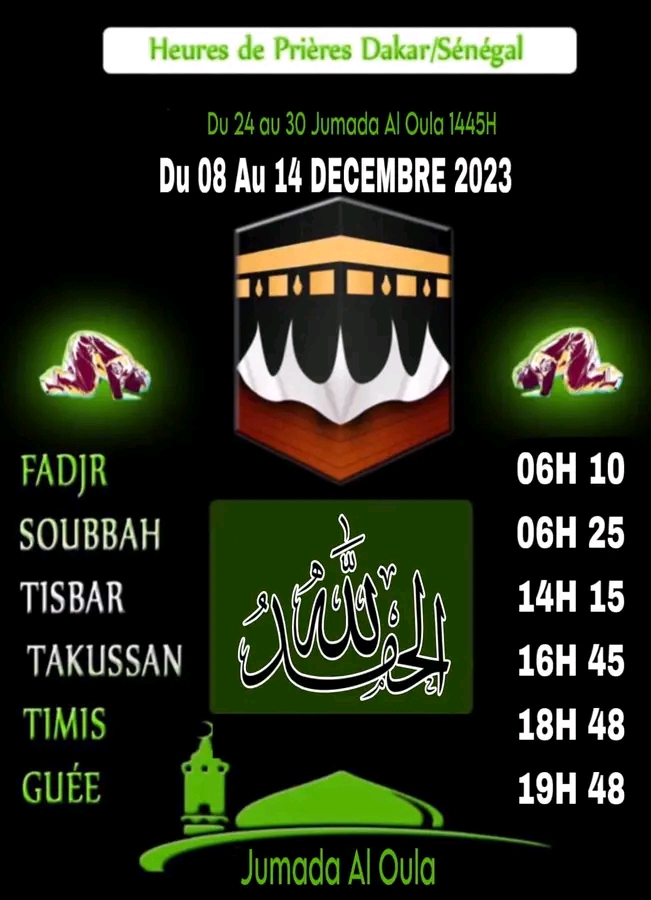 Heures de Prières Dakar/Sénégal
Du 24 au 30 Jumada Al Oula 1445H
Du 08 Au 14 DECEMBRE 2023
FADJR 06H 10
SOUBBAH 06H 25
الحمد لله
TISBAR 14H 15
TAKUSSAN 16H 45
TIMIS 18H 48
GUÉE 19H 48
Jumada Al Oula